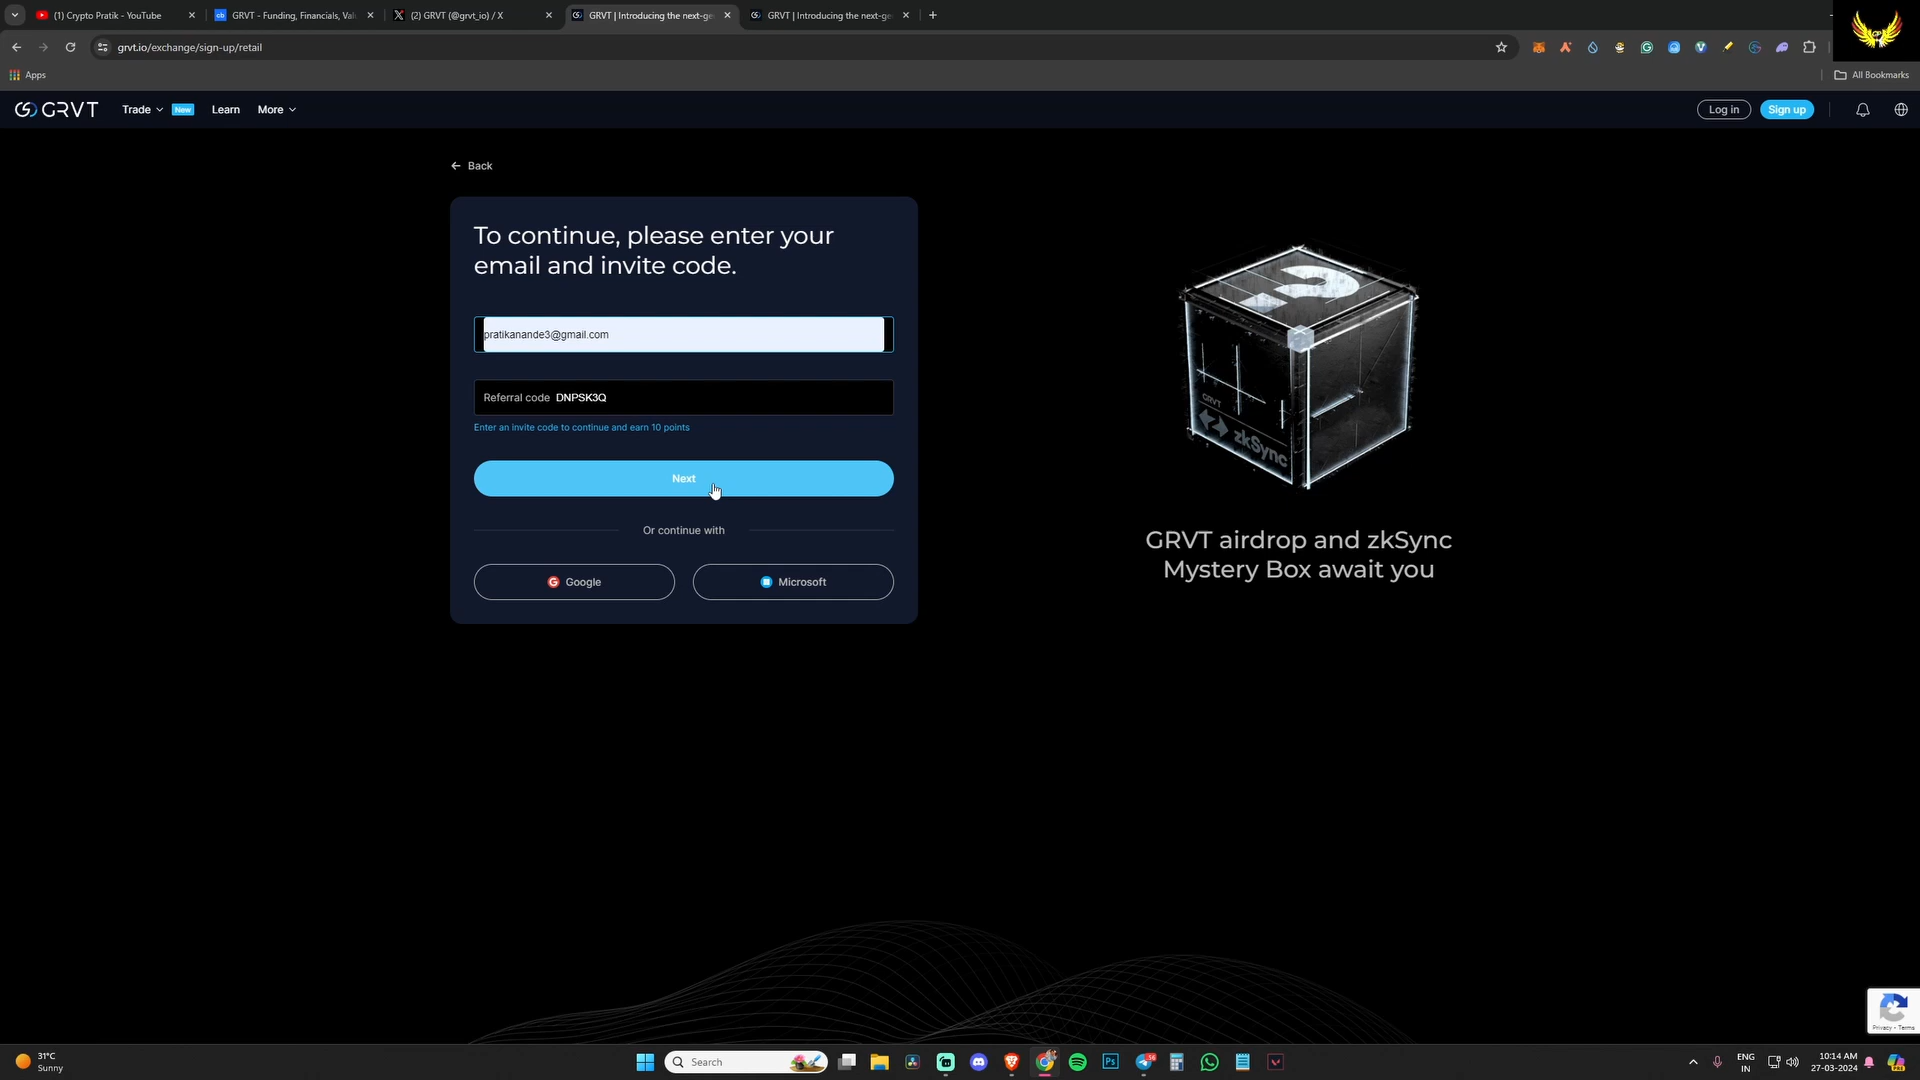 (1) Crypto Pratik - YouTube
GRVT - Funding, Financials, Val
(2) GRVT (@grvt_io) / X
GRVT | Introducing the next-ge
GRVT | Introducing the next-ge
grvt.io/exchange/sign-up/retail
Apps
All Bookmarks
GRVT
Trade
New
Learn
More
Log in
Sign up
Back
To continue, please enter your
email and invite code.
pratikanande3@gmail.com
Referral code DNPSK3Q
Enter an invite code to continue and earn 10 points
Next
Or continue with
Google
Microsoft
GRVT
zkSync
GRVT airdrop and zkSync
Mystery Box await you
Privacy - Terms
31°C
Sunny
Search
56
ENG
IN
10:14 AM
27-03-2024